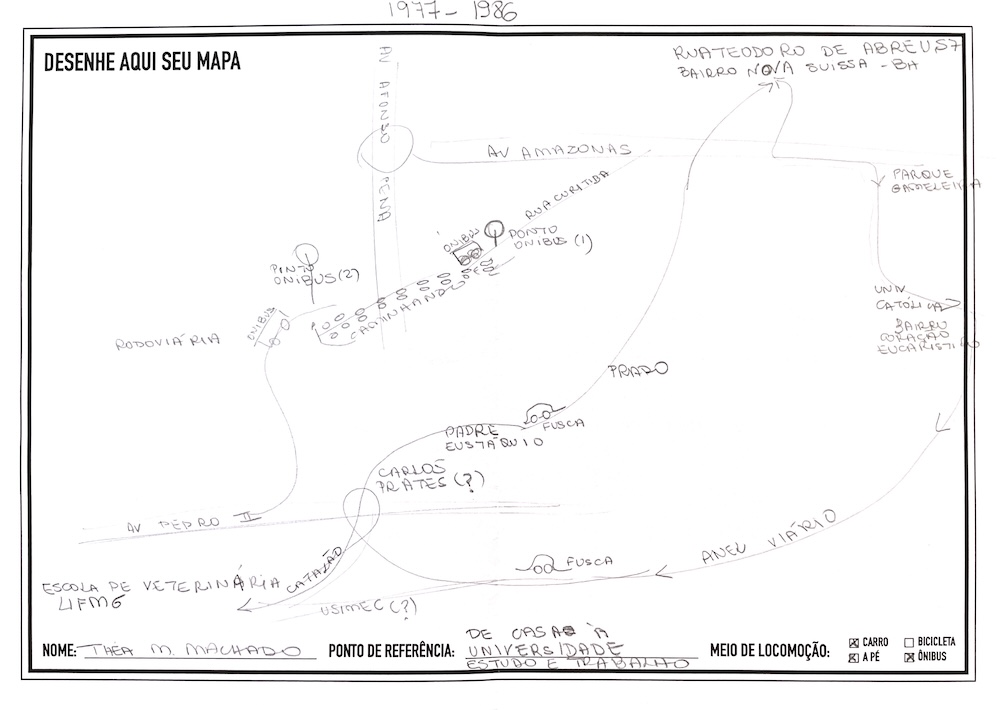 1977 - 1986
DESENHE AQUI SEU MAPA
RUA TEODORO DE ABREU 57
BAIRRO NOVA SUISSA - BH
AV AFONSO PENA
AV AMAZONAS
PARQUE
GAMELEIRA
RUA CURITIBA
ÔNIBUS
PONTO
ONIBUS (1)
PONTO
ONIBUS (2)
CAMINHANDO
UNIV
CATÓLICA
BAIRRO
CORAÇÃO
EUCARISTICO
RODOVIÁRIA
ONIBUS
PRADO
FUSCA
PADRE
EUSTÁQUIO
CARLOS
PRATES (?)
AV PEDRO II
ANEL VIÁRIO
FUSCA
CATALÃO
ESCOLA DE VETERINÁRIA
UFMG
USIMEC (?)
NOME: THÉA M. MACHADO
PONTO DE REFERÊNCIA: DE CASA À
UNIVERSIDADE
ESTUDO E TRABALHO
MEIO DE LOCOMOÇÃO:
CARRO
BICICLETA
A PÉ
ÔNIBUS